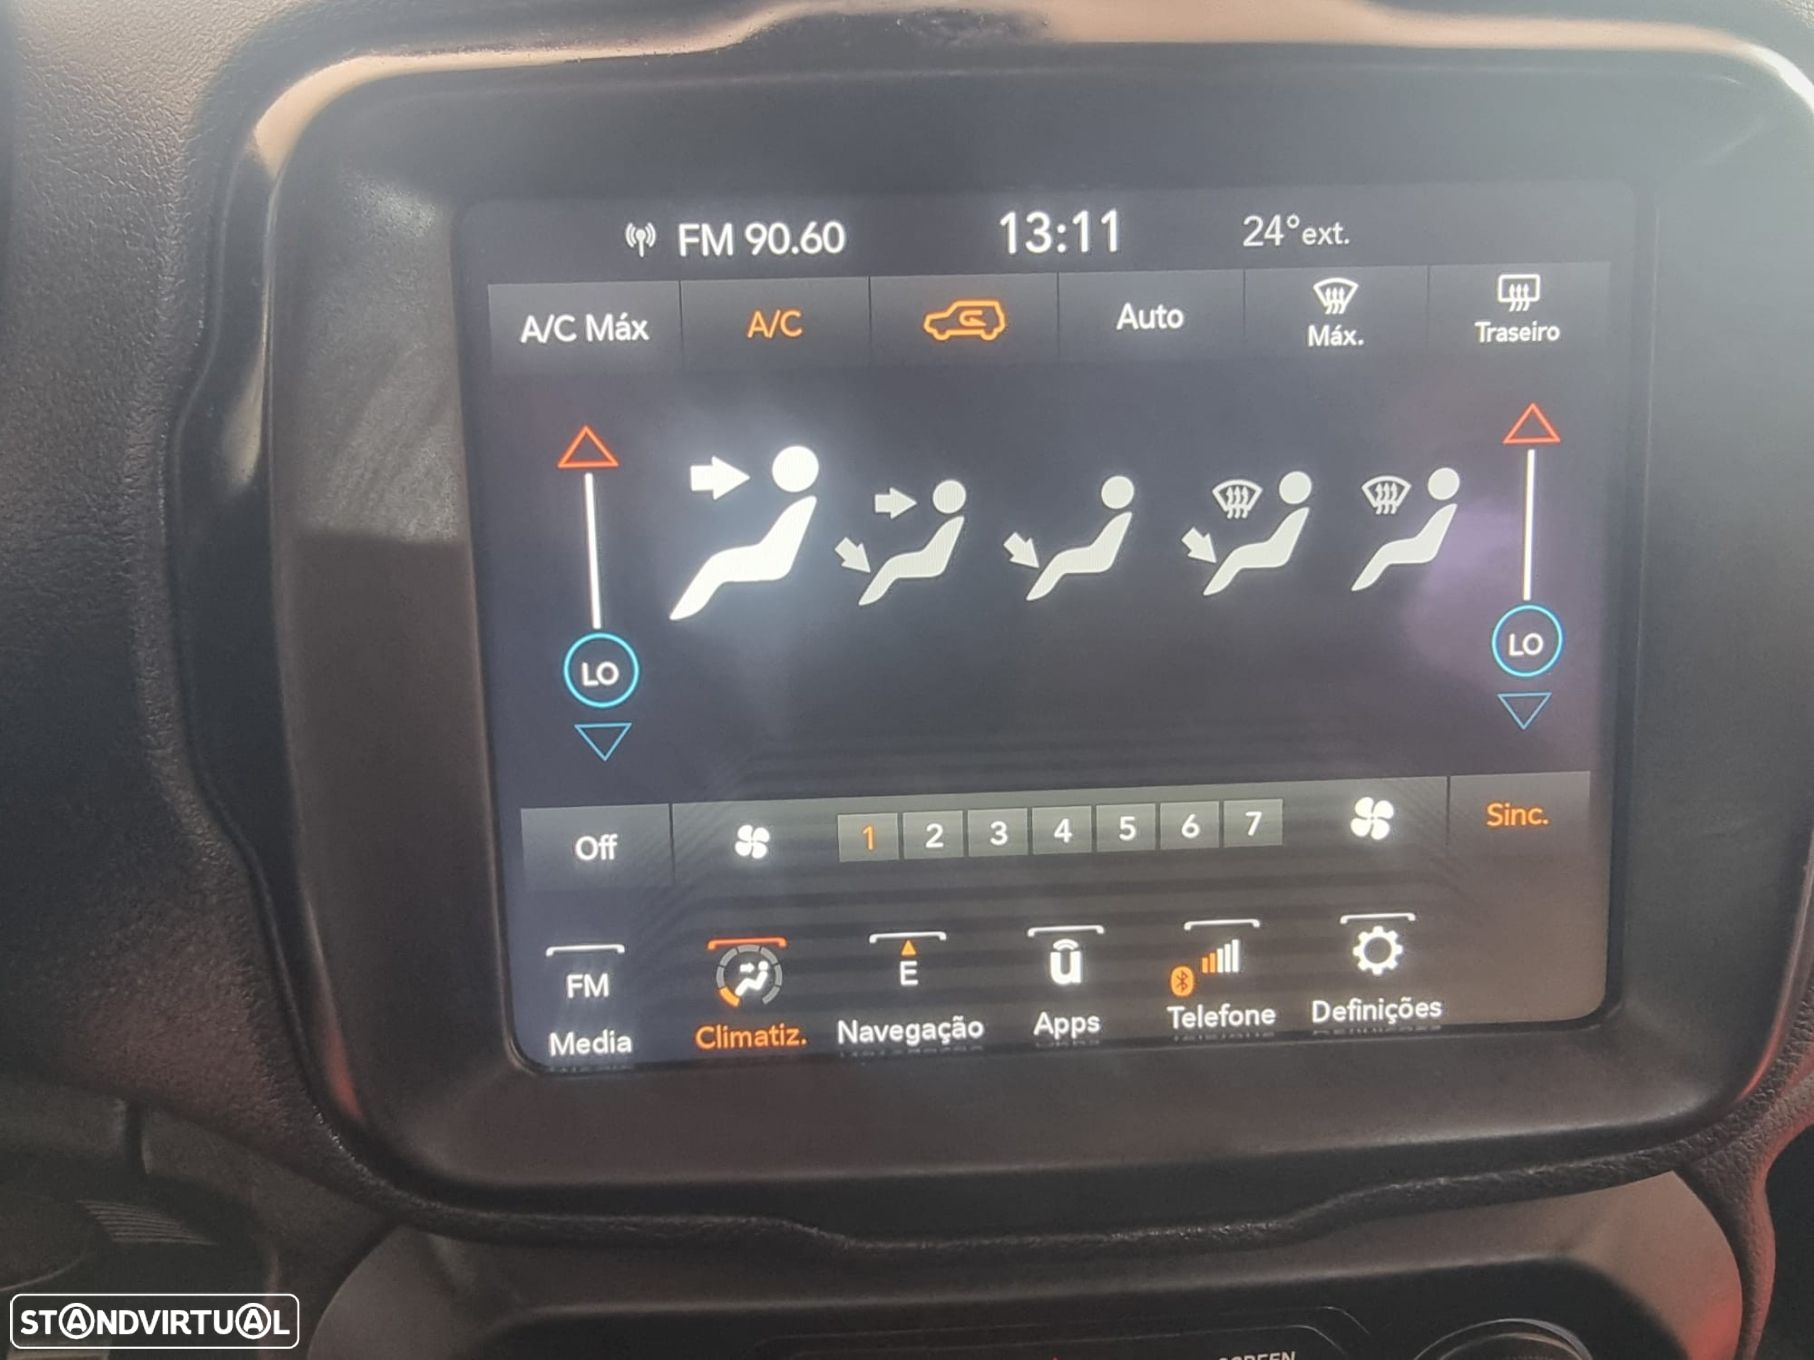 FM 90.60 13:11 24°ext.
A/C Máx A/C Auto Máx. Traseiro
LO LO
Off 1 2 3 4 5 6 7 Sinc.
FM E ū
Media Climatiz. Navegação Apps Telefone Definições
STANDVIRTUAL
SCREEN